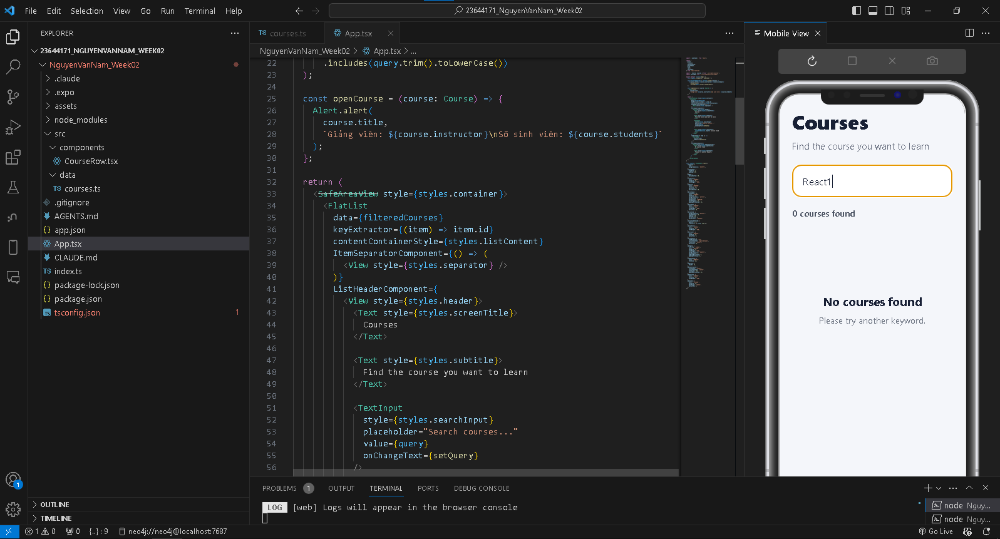 File Edit Selection View Go Run Terminal Help
23644171_NguyenVanNam_Week02
EXPLORER
23644171_NGUYENVANNAM_WEEK02
NguyenVanNam_Week02
.claude
.expo
assets
node_modules
src
components
CourseRow.tsx
data
TS courses.ts
.gitignore
AGENTS.md
{} app.json
App.tsx
CLAUDE.md
TS index.ts
{} package-lock.json
{} package.json
TS tsconfig.json 1
OUTLINE
TIMELINE
TS courses.ts
App.tsx
NguyenVanNam_Week02 > App.tsx > ...
22 .includes(query.trim().toLowerCase())
23 );
24
25 const openCourse = (course: Course) => {
26 Alert.alert(
27 course.title,
28 `Giảng viên: ${course.instructor}\nSố sinh viên: ${course.students}`
29 );
30 };
31
32 return (
33 <SafeAreaView style={styles.container}>
34 <FlatList
35 data={filteredCourses}
36 keyExtractor={(item) => item.id}
37 contentContainerStyle={styles.listContent}
38 ItemSeparatorComponent={() => (
39 <View style={styles.separator} />
40 )}
41 ListHeaderComponent={
42 <View style={styles.header}>
43 <Text style={styles.screenTitle}>
44 Courses
45 </Text>
46
47 <Text style={styles.subtitle}>
48 Find the course you want to learn
49 </Text>
50
51 <TextInput
52 style={styles.searchInput}
53 placeholder="Search courses..."
54 value={query}
55 onChangeText={setQuery}
56 />
Mobile View
Courses
Find the course you want to learn
React1
0 courses found
No courses found
Please try another keyword.
PROBLEMS 1 OUTPUT TERMINAL PORTS DEBUG CONSOLE
LOG [web] Logs will appear in the browser console
node Nguy...
node Nguy...
1
1 0 0 {..} : 9 neo4j://neo4j@localhost:7687 Go Live